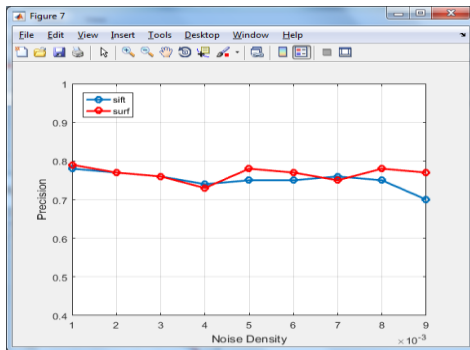 Figure 7
File Edit View Insert Tools Desktop Window Help
sift
surf
1
0.9
0.8
0.7
0.6
0.5
0.4
Precision
1 2 3 4 5 6 7 8 9
× 10⁻³
Noise Density